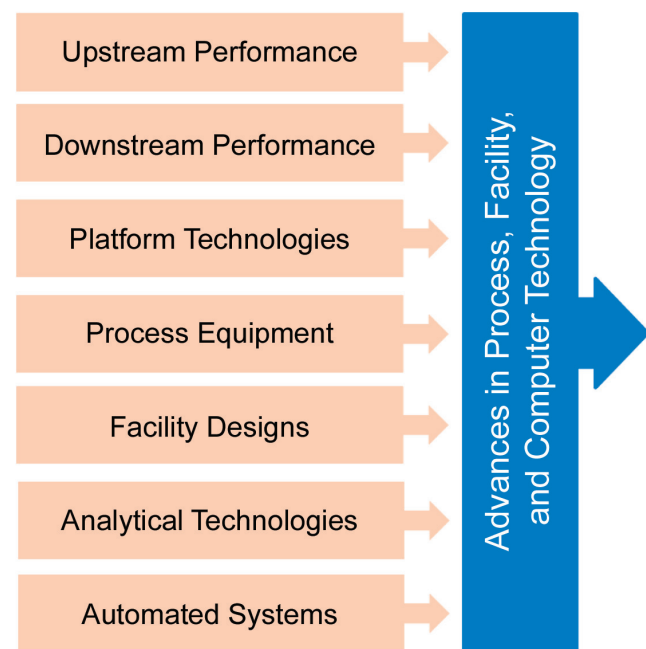 Upstream Performance
Downstream Performance
Platform Technologies
Process Equipment
Facility Designs
Analytical Technologies
Automated Systems
Advances in Process, Facility,
and Computer Technology